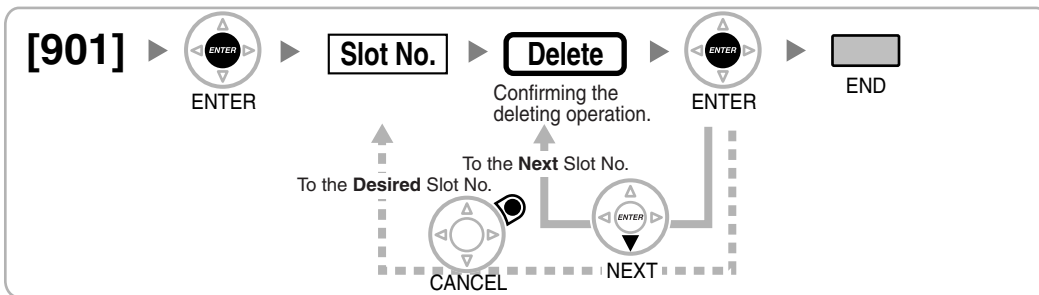 [901]
ENTER
ENTER
Slot No.
Delete
Confirming the
deleting operation.
ENTER
ENTER
END
To the Next Slot No.
To the Desired Slot No.
CANCEL
ENTER
NEXT